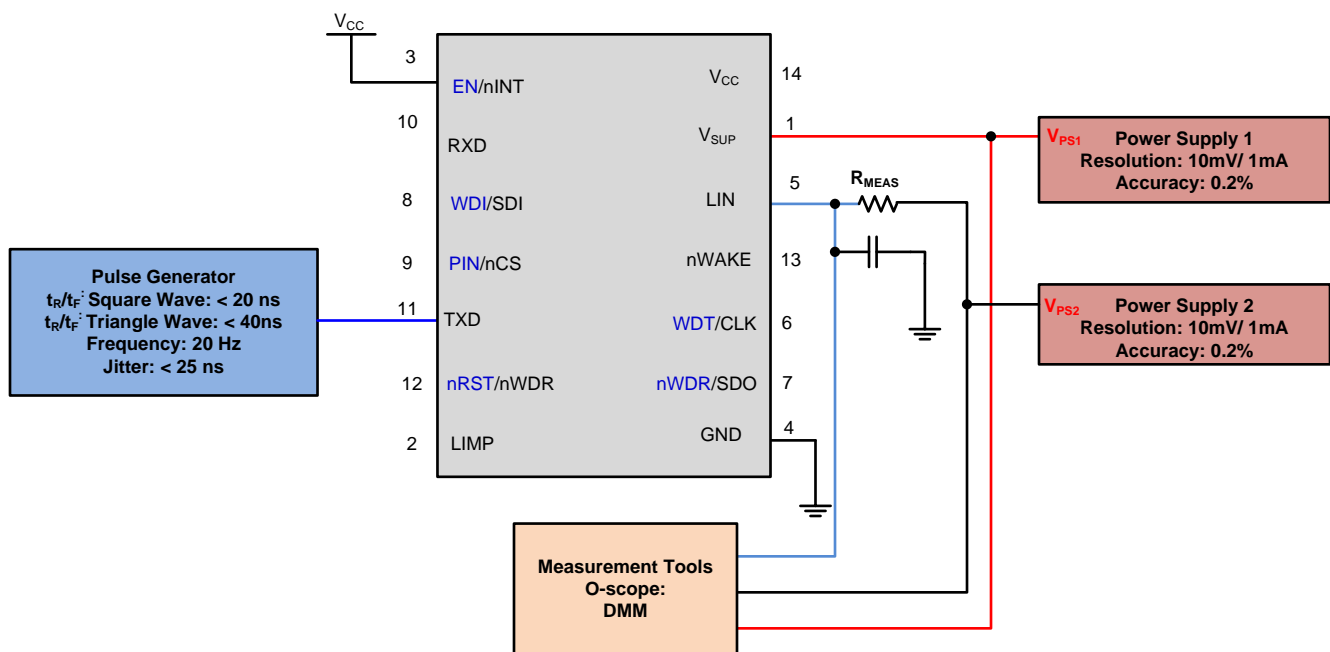 VCC
3
EN/nINT
10
RXD
8
WDI/SDI
9
PIN/nCS
11
TXD
12
nRST/nWDR
2
LIMP
VCC
14
VSUP
1
LIN
5
nWAKE
13
WDT/CLK
6
nWDR/SDO
7
GND
4
RMEAS
VPS1
Power Supply 1
Resolution: 10mV/ 1mA
Accuracy: 0.2%
VPS2
Power Supply 2
Resolution: 10mV/ 1mA
Accuracy: 0.2%
Pulse Generator
tR/tF: Square Wave: < 20 ns
tR/tF: Triangle Wave: < 40ns
Frequency: 20 Hz
Jitter: < 25 ns
Measurement Tools
O-scope:
DMM